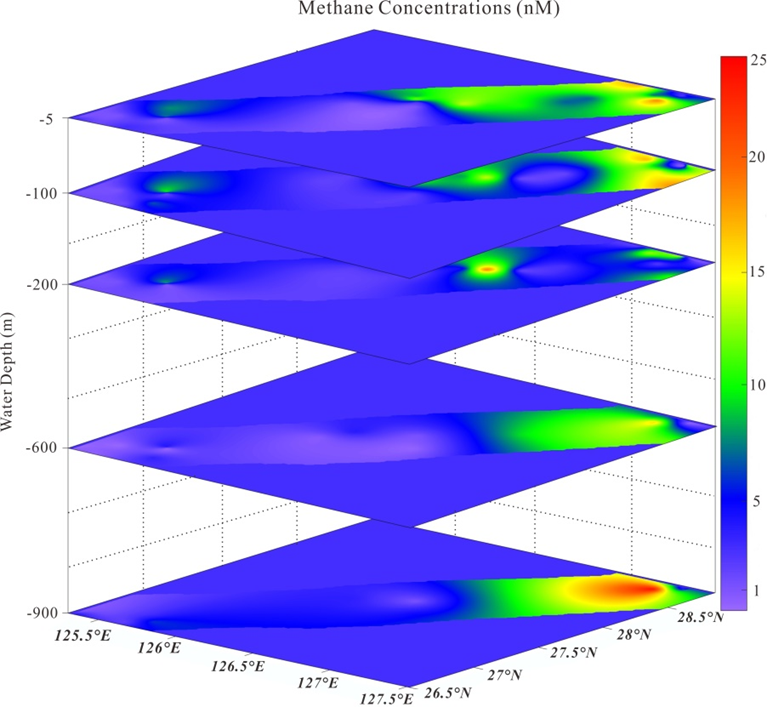 Methane Concentrations (nM)
25
20
15
10
5
1
-5
-100
-200
-600
-900
Water Depth (m)
125.5°E
126°E
126.5°E
127°E
127.5°E
26.5°N
27°N
27.5°N
28°N
28.5°N